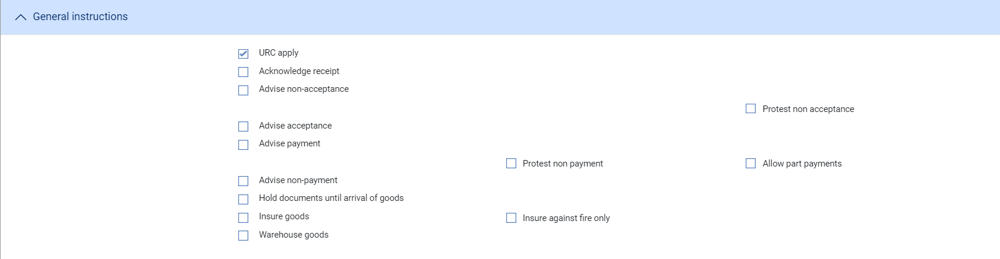 General instructions
URC apply
Acknowledge receipt
Advise non-acceptance
Protest non acceptance
Advise acceptance
Advise payment
Protest non payment
Allow part payments
Advise non-payment
Hold documents until arrival of goods
Insure goods
Insure against fire only
Warehouse goods